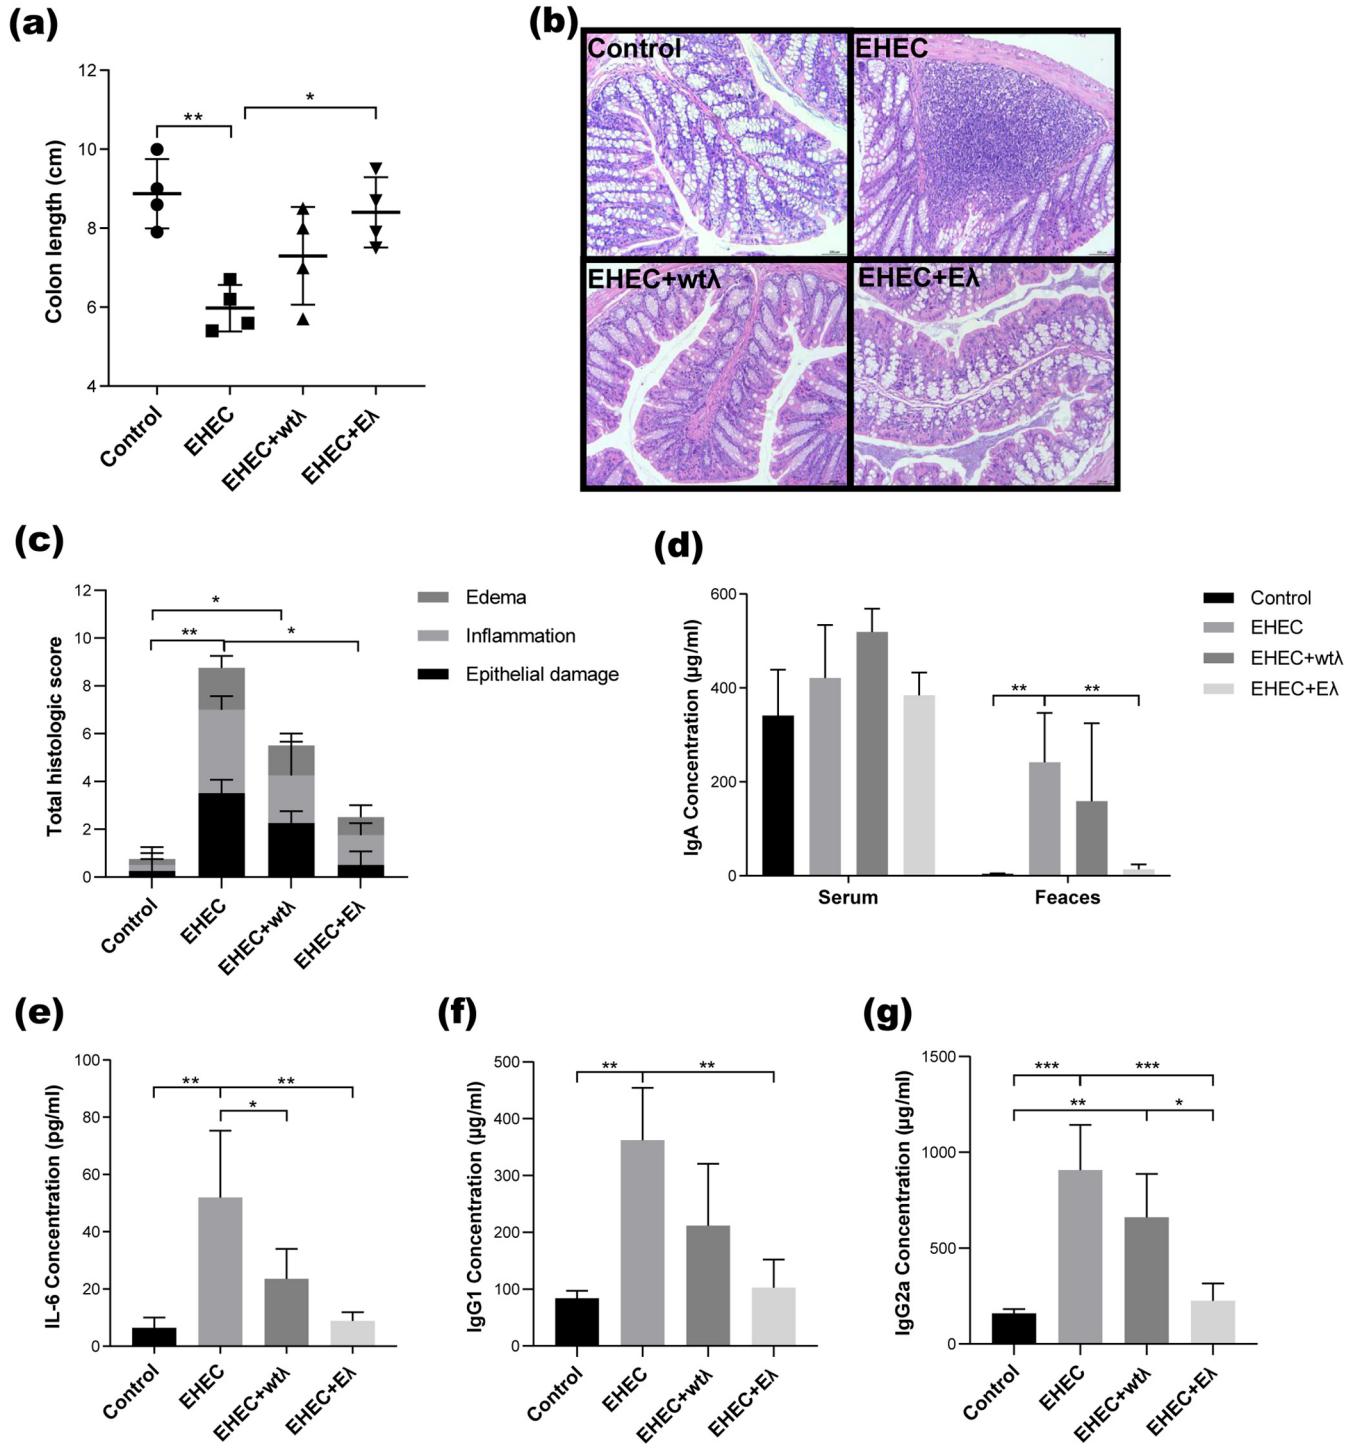 (a)
12
10
8
6
4
Colon length (cm)
**
*
Control
EHEC
EHEC+wtλ
EHEC+Eλ
(b)
Control
EHEC
EHEC+wtλ
EHEC+Eλ
(c)
12
10
8
6
4
2
0
Total histologic score
*
**
*
Control
EHEC
EHEC+wtλ
EHEC+Eλ
Edema
Inflammation
Epithelial damage
(d)
600
400
200
0
IgA Concentration (µg/ml)
**
**
Serum
Feaces
Control
EHEC
EHEC+wtλ
EHEC+Eλ
(e)
100
80
60
40
20
0
IL-6 Concentration (pg/ml)
**
**
*
Control
EHEC
EHEC+wtλ
EHEC+Eλ
(f)
500
400
300
200
100
0
IgG1 Concentration (µg/ml)
**
**
Control
EHEC
EHEC+wtλ
EHEC+Eλ
(g)
1500
1000
500
0
IgG2a Concentration (µg/ml)
***
***
**
*
Control
EHEC
EHEC+wtλ
EHEC+Eλ